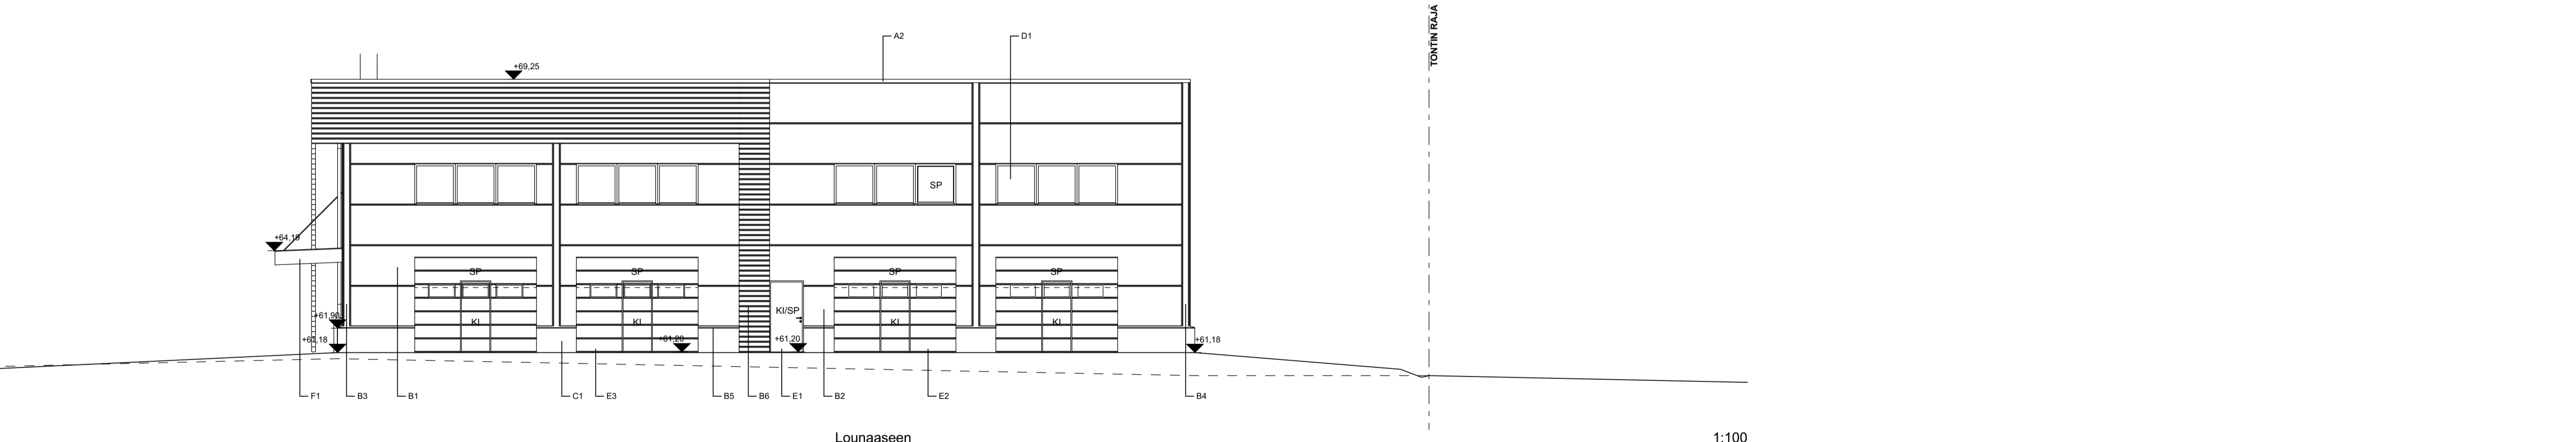 TONTIN RAJA
A2
D1
+69,25
SP
+64,19
SP
SP
SP
SP
KI/SP
+61,90
KI
KI
KI
KI
+61,18
+61,20
+61,20
+61,18
F1
B3
B1
C1
E3
B5
B6
E1
B2
E2
B4
Lounaaseen
1:100